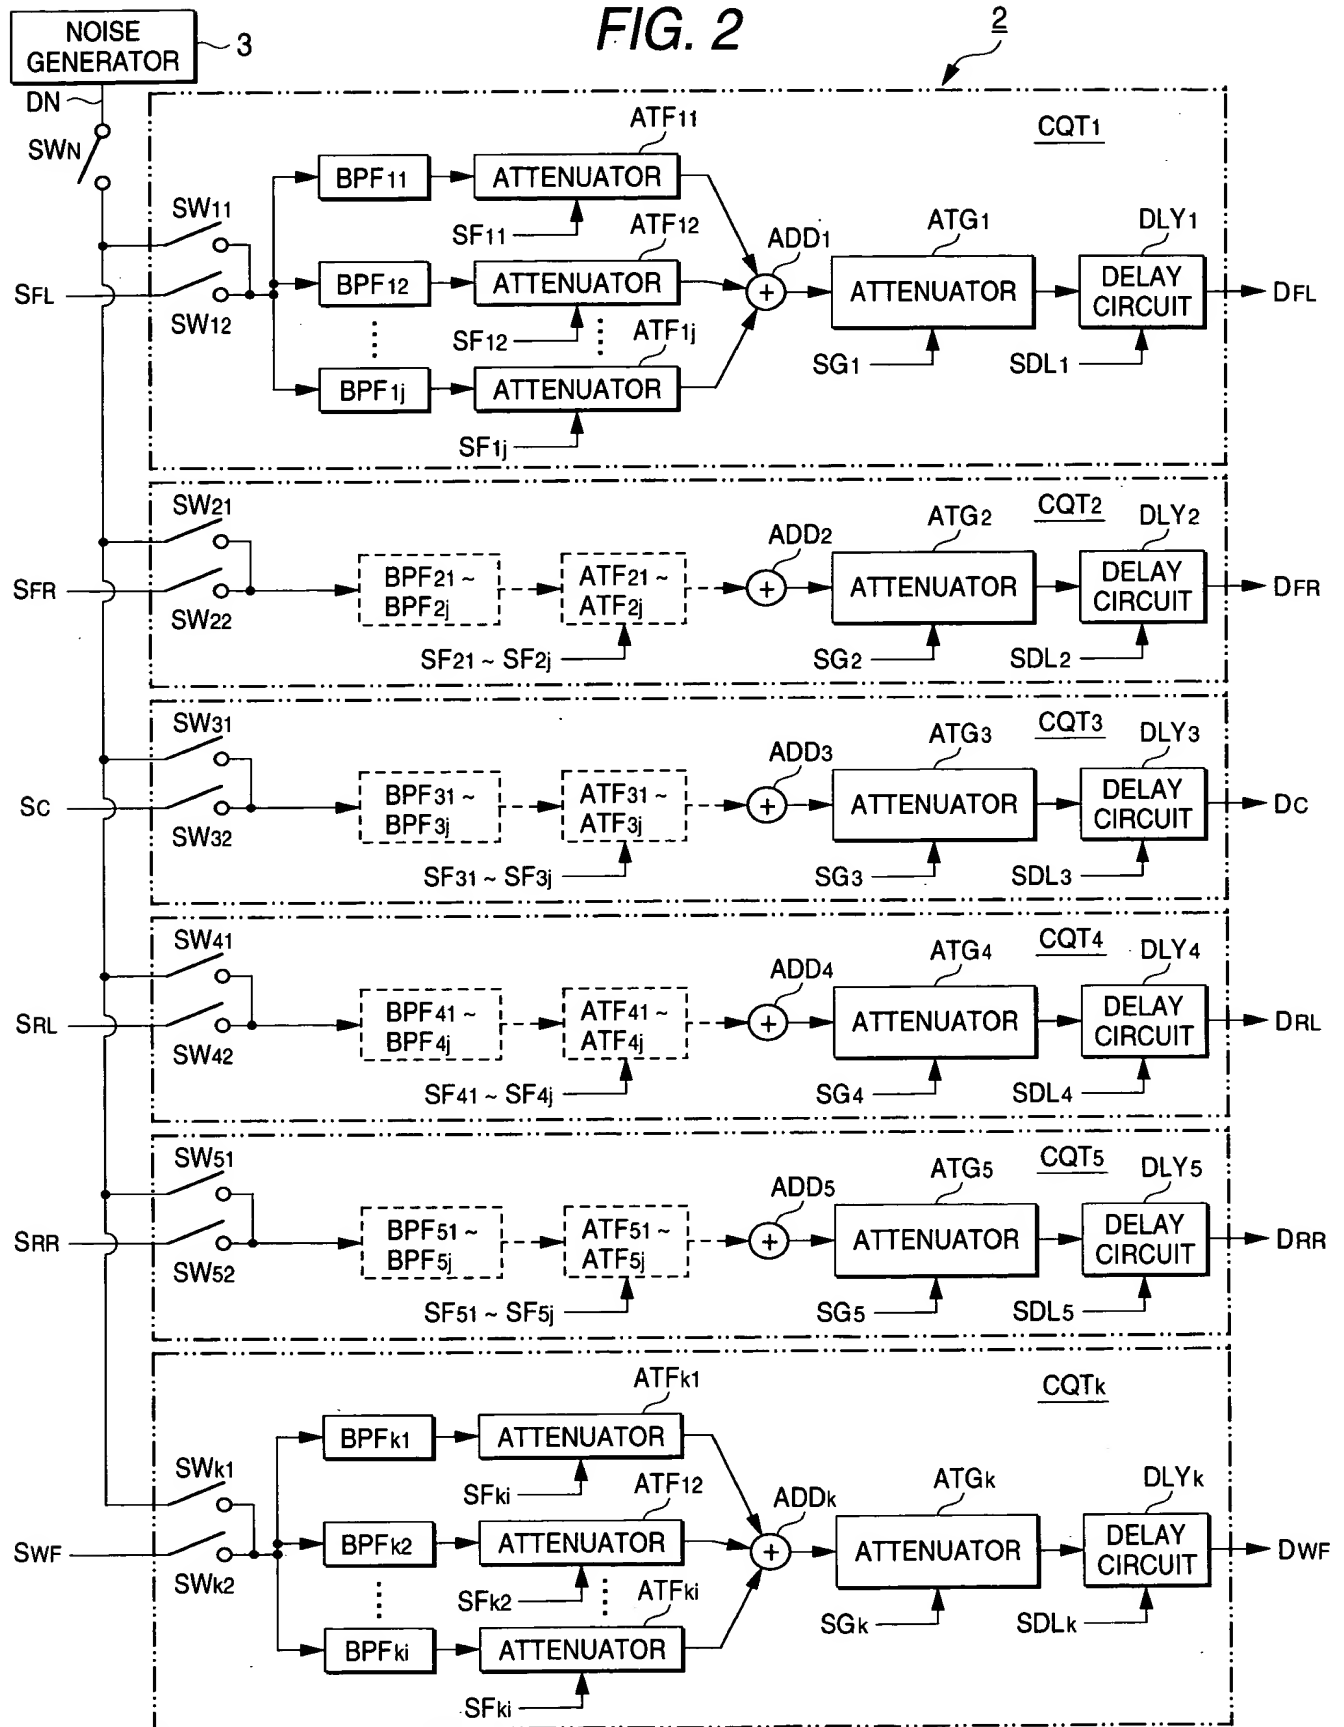 FIG. 2
2
NOISE
GENERATOR
3
DN
SWN
CQT1
ATF11
BPF11
ATTENUATOR
SW11
SF11
ATF12
ADD1
ATG1
DLY1
SFL
BPF12
ATTENUATOR
ATTENUATOR
DELAY
CIRCUIT
DFL
SW12
SF12
ATF1j
SG1
SDL1
BPF1j
ATTENUATOR
SF1j
SW21
CQT2
ADD2
ATG2
DLY2
SFR
BPF21 ~
BPF2j
ATF21 ~
ATF2j
ATTENUATOR
DELAY
CIRCUIT
DFR
SW22
SF21 ~ SF2j
SG2
SDL2
SW31
CQT3
ADD3
ATG3
DLY3
SC
BPF31 ~
BPF3j
ATF31 ~
ATF3j
ATTENUATOR
DELAY
CIRCUIT
DC
SW32
SF31 ~ SF3j
SG3
SDL3
SW41
CQT4
ADD4
ATG4
DLY4
SRL
BPF41 ~
BPF4j
ATF41 ~
ATF4j
ATTENUATOR
DELAY
CIRCUIT
DRL
SW42
SF41 ~ SF4j
SG4
SDL4
SW51
CQT5
ADD5
ATG5
DLY5
SRR
BPF51 ~
BPF5j
ATF51 ~
ATF5j
ATTENUATOR
DELAY
CIRCUIT
DRR
SW52
SF51 ~ SF5j
SG5
SDL5
CQTk
ATFk1
BPFk1
ATTENUATOR
SWk1
SFki
ATF12
ADDk
ATGk
DLYk
SWF
BPFk2
ATTENUATOR
ATTENUATOR
DELAY
CIRCUIT
DWF
SWk2
SFk2
ATFki
SGk
SDLk
BPFki
ATTENUATOR
SFki